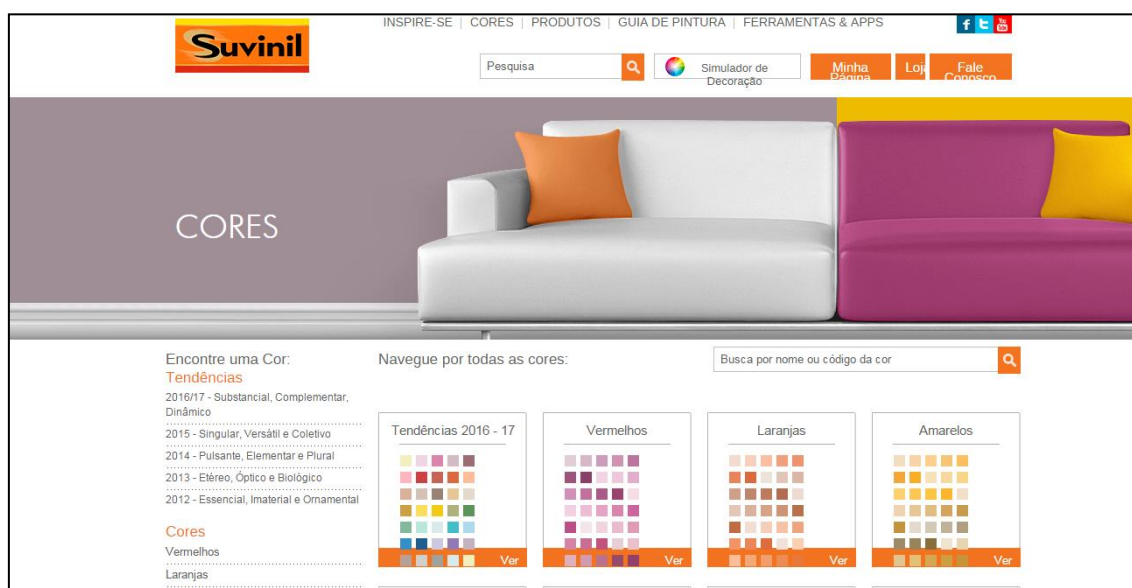 INSPIRE-SE | CORES | PRODUTOS | GUIA DE PINTURA | FERRAMENTAS & APPS
f t You Tube
Suvinil
Pesquisa
Simulador de
Decoração
Minha
Página
Loja
Fale
Conosco
CORES
Encontre uma Cor:
Tendências
2016/17 - Substancial, Complementar,
Dinâmico
2015 - Singular, Versátil e Coletivo
2014 - Pulsante, Elementar e Plural
2013 - Etéreo, Óptico e Biológico
2012 - Essencial, Imaterial e Ornamental
Cores
Vermelhos
Laranjas
Navegue por todas as cores:
Busca por nome ou código da cor
Tendências 2016 - 17
Ver
Vermelhos
Ver
Laranjas
Ver
Amarelos
Ver